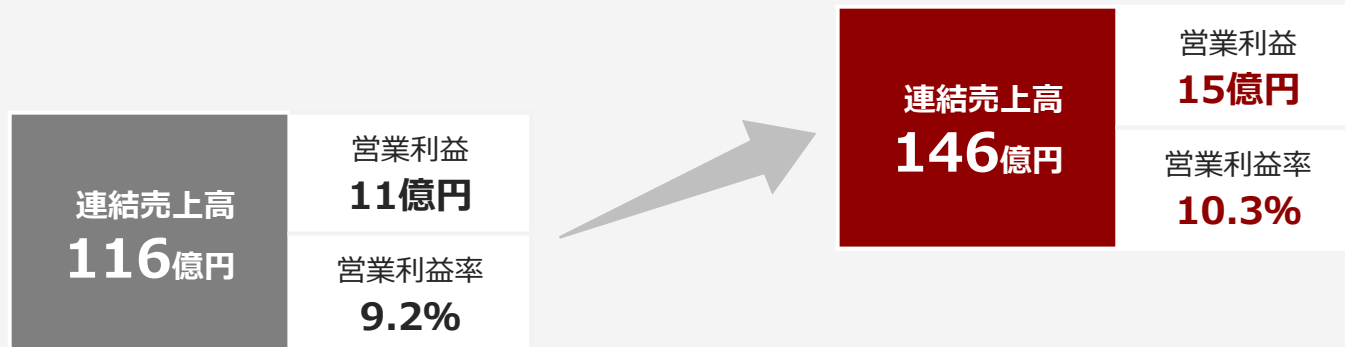 連結売上高
116億円
営業利益
11億円
営業利益率
9.2%
連結売上高
146億円
営業利益
15億円
営業利益率
10.3%